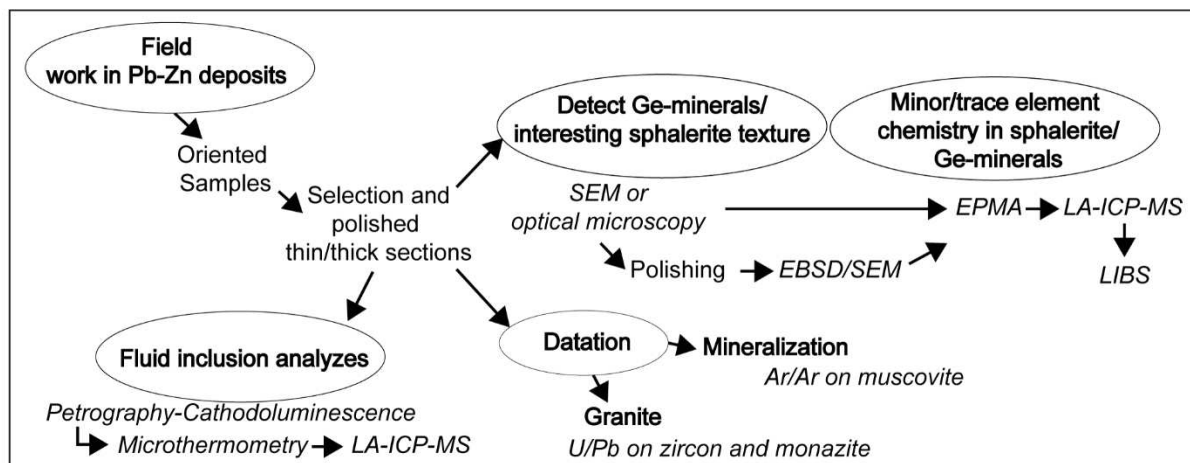 Field
work in Pb-Zn deposits
Oriented
Samples
Selection and
polished
thin/thick sections
Detect Ge-minerals/
interesting sphalerite texture
SEM or
optical microscopy
Polishing
EBSD/SEM
Minor/trace element
chemistry in sphalerite/
Ge-minerals
EPMA
LA-ICP-MS
LIBS
Fluid inclusion analyzes
Petrography-Cathodoluminescence
Microthermometry
LA-ICP-MS
Datation
Mineralization
Ar/Ar on muscovite
Granite
U/Pb on zircon and monazite